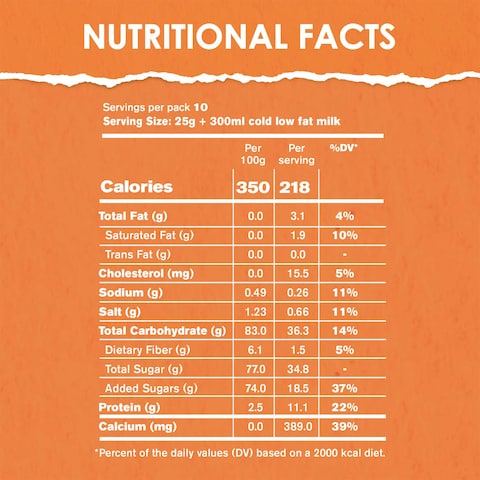 NUTRITIONAL FACTS
Servings per pack 10
Serving Size: 25g + 300ml cold low fat milk
Per 100g Per serving %DV*
Calories 350 218
Total Fat (g) 0.0 3.1 4%
Saturated Fat (g) 0.0 1.9 10%
Trans Fat (g) 0.0 0.0 -
Cholesterol (mg) 0.0 15.5 5%
Sodium (g) 0.49 0.26 11%
Salt (g) 1.23 0.66 11%
Total Carbohydrate (g) 83.0 36.3 14%
Dietary Fiber (g) 6.1 1.5 5%
Total Sugar (g) 77.0 34.8 -
Added Sugars (g) 74.0 18.5 37%
Protein (g) 2.5 11.1 22%
Calcium (mg) 0.0 389.0 39%
*Percent of the daily values (DV) based on a 2000 kcal diet.